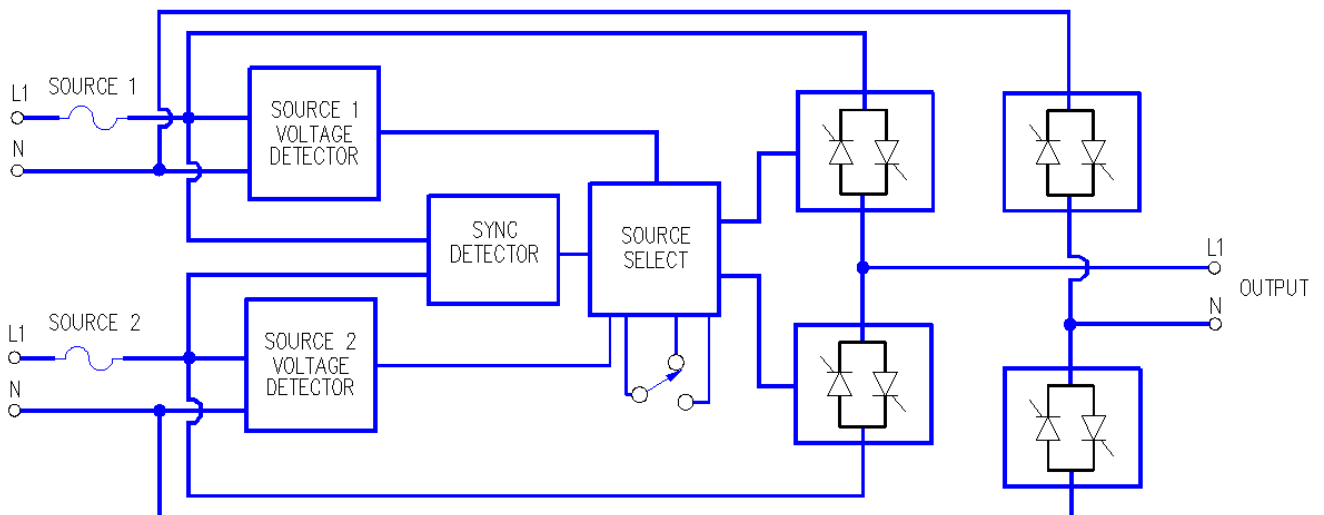 SOURCE 1
L1
N
SOURCE 1
VOLTAGE
DETECTOR
SYNC
DETECTOR
SOURCE
SELECT
SOURCE 2
L1
N
SOURCE 2
VOLTAGE
DETECTOR
L1
OUTPUT
N